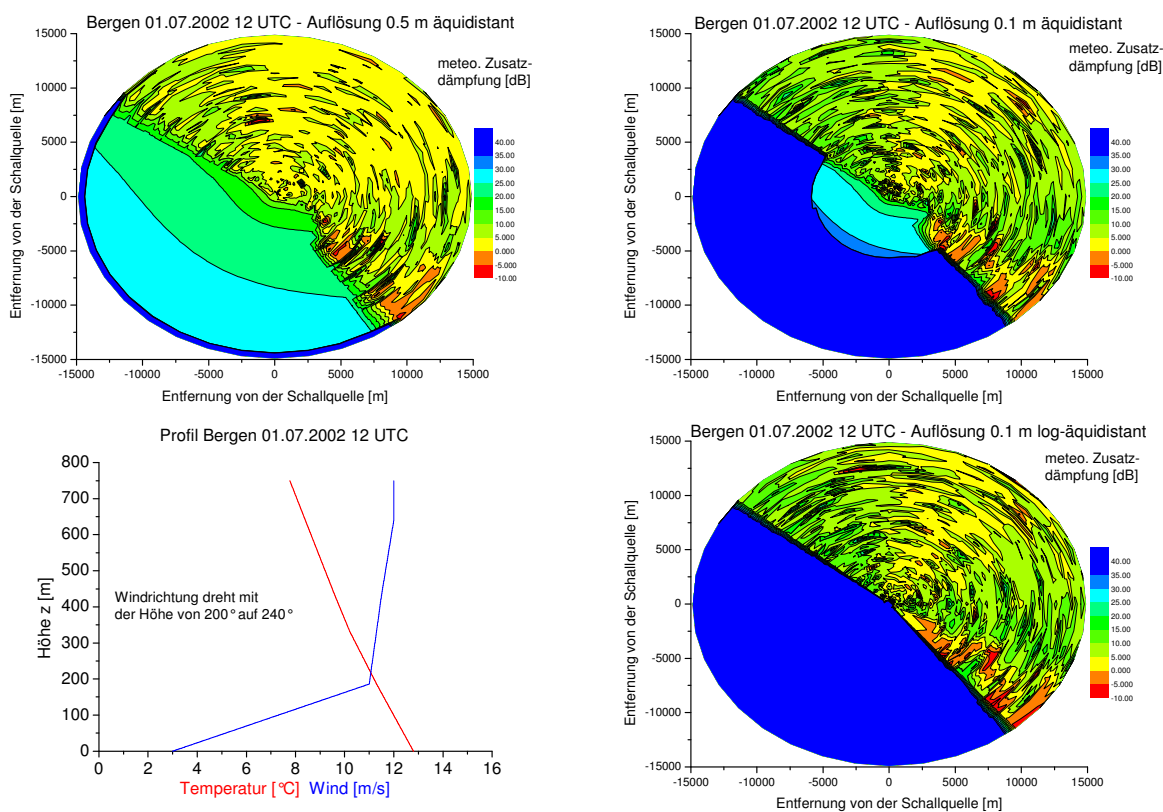 Bergen 01.07.2002 12 UTC - Auflösung 0.5 m äquidistant
meteo. Zusatz-
dämpfung [dB]
Entfernung von der Schallquelle [m]
15000
10000
5000
0
-5000
-10000
-15000
-15000 -10000 -5000 0 5000 10000 15000
Entfernung von der Schallquelle [m]
40.00
35.00
30.00
25.00
20.00
15.00
10.00
5.000
0.000
-5.000
-10.00
Bergen 01.07.2002 12 UTC - Auflösung 0.1 m äquidistant
meteo. Zusatz-
dämpfung [dB]
Entfernung von der Schallquelle [m]
15000
10000
5000
0
-5000
-10000
-15000
-15000 -10000 -5000 0 5000 10000 15000
Entfernung von der Schallquelle [m]
40.00
35.00
30.00
25.00
20.00
15.00
10.00
5.000
0.000
-5.000
-10.00
Profil Bergen 01.07.2002 12 UTC
Höhe z [m]
800
700
600
500
400
300
200
100
0
Windrichtung dreht mit
der Höhe von 200° auf 240°
0 2 4 6 8 10 12 14 16
Temperatur [°C] Wind [m/s]
Bergen 01.07.2002 12 UTC - Auflösung 0.1 m log-äquidistant
meteo. Zusatz-
dämpfung [dB]
Entfernung von der Schallquelle [m]
15000
10000
5000
0
-5000
-10000
-15000
-15000 -10000 -5000 0 5000 10000 15000
Entfernung von der Schallquelle [m]
40.00
35.00
30.00
25.00
20.00
15.00
10.00
5.000
0.000
-5.000
-10.00